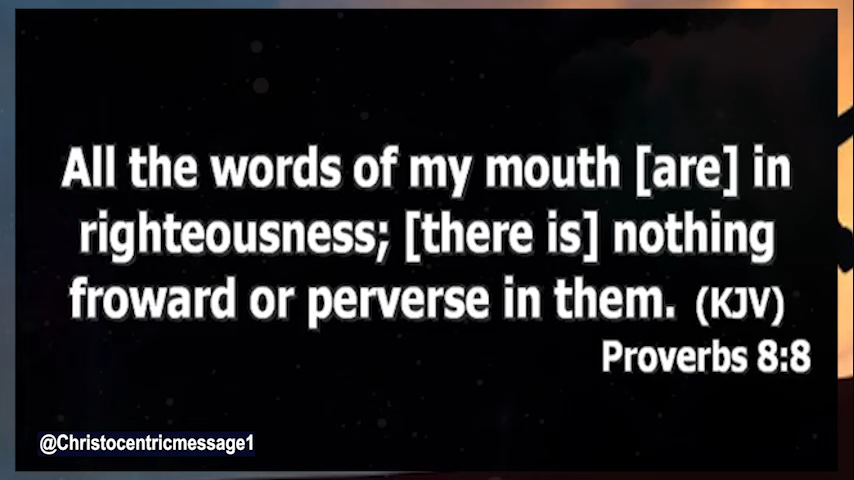 All the words of my mouth [are] in
righteousness; [there is] nothing
froward or perverse in them. (KJV)
Proverbs 8:8
@Christocentricmessage1